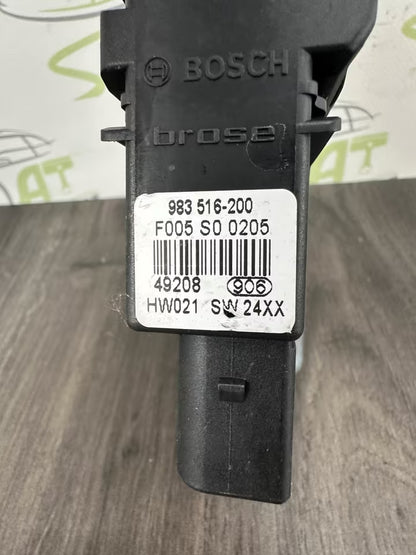 BOSCH
brose
983 516-200
F005 S0 0205
49208 906
HW021 SW 24XX